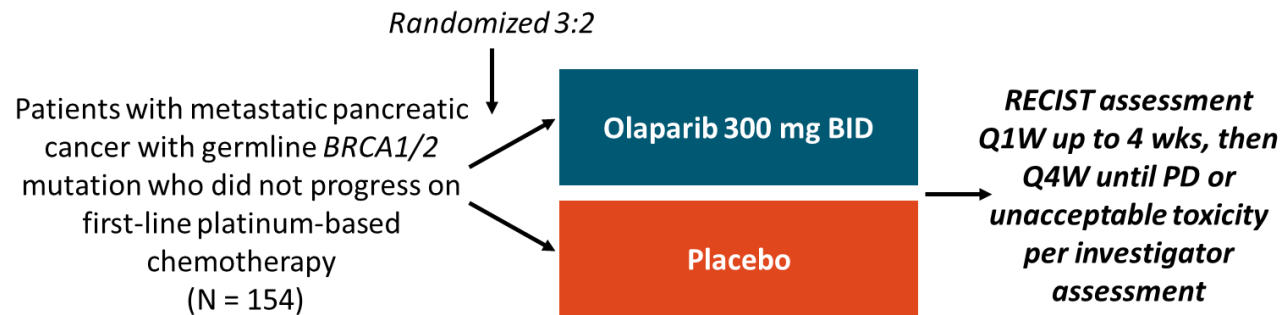 Randomized 3:2
Patients with metastatic pancreatic
cancer with germline BRCA1/2
mutation who did not progress on
first-line platinum-based
chemotherapy
(N = 154)
Olaparib 300 mg BID
Placebo
RECIST assessment
Q1W up to 4 wks, then
Q4W until PD or
unacceptable toxicity
per investigator
assessment